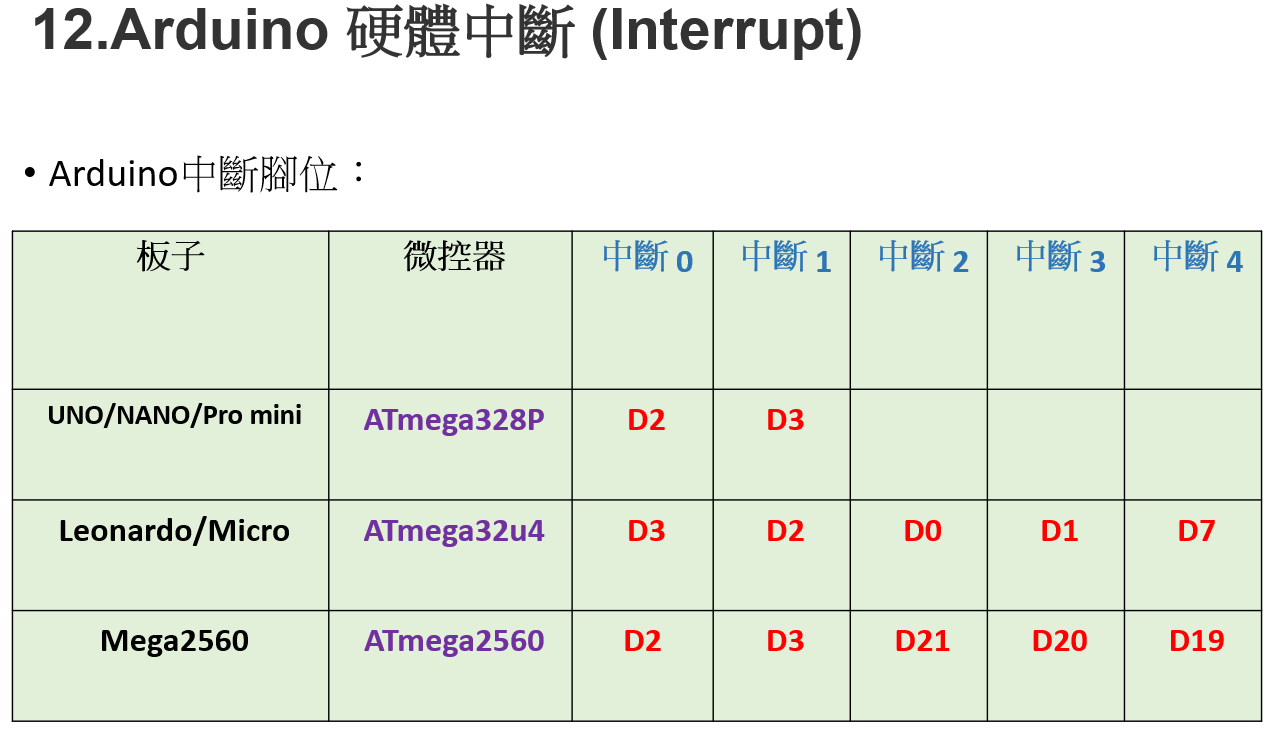 12.Arduino 硬體中斷 (Interrupt)
• Arduino中斷腳位：
板子 微控器 中斷 0 中斷 1 中斷 2 中斷 3 中斷 4
UNO/NANO/Pro mini ATmega328P D2 D3
Leonardo/Micro ATmega32u4 D3 D2 D0 D1 D7
Mega2560 ATmega2560 D2 D3 D21 D20 D19